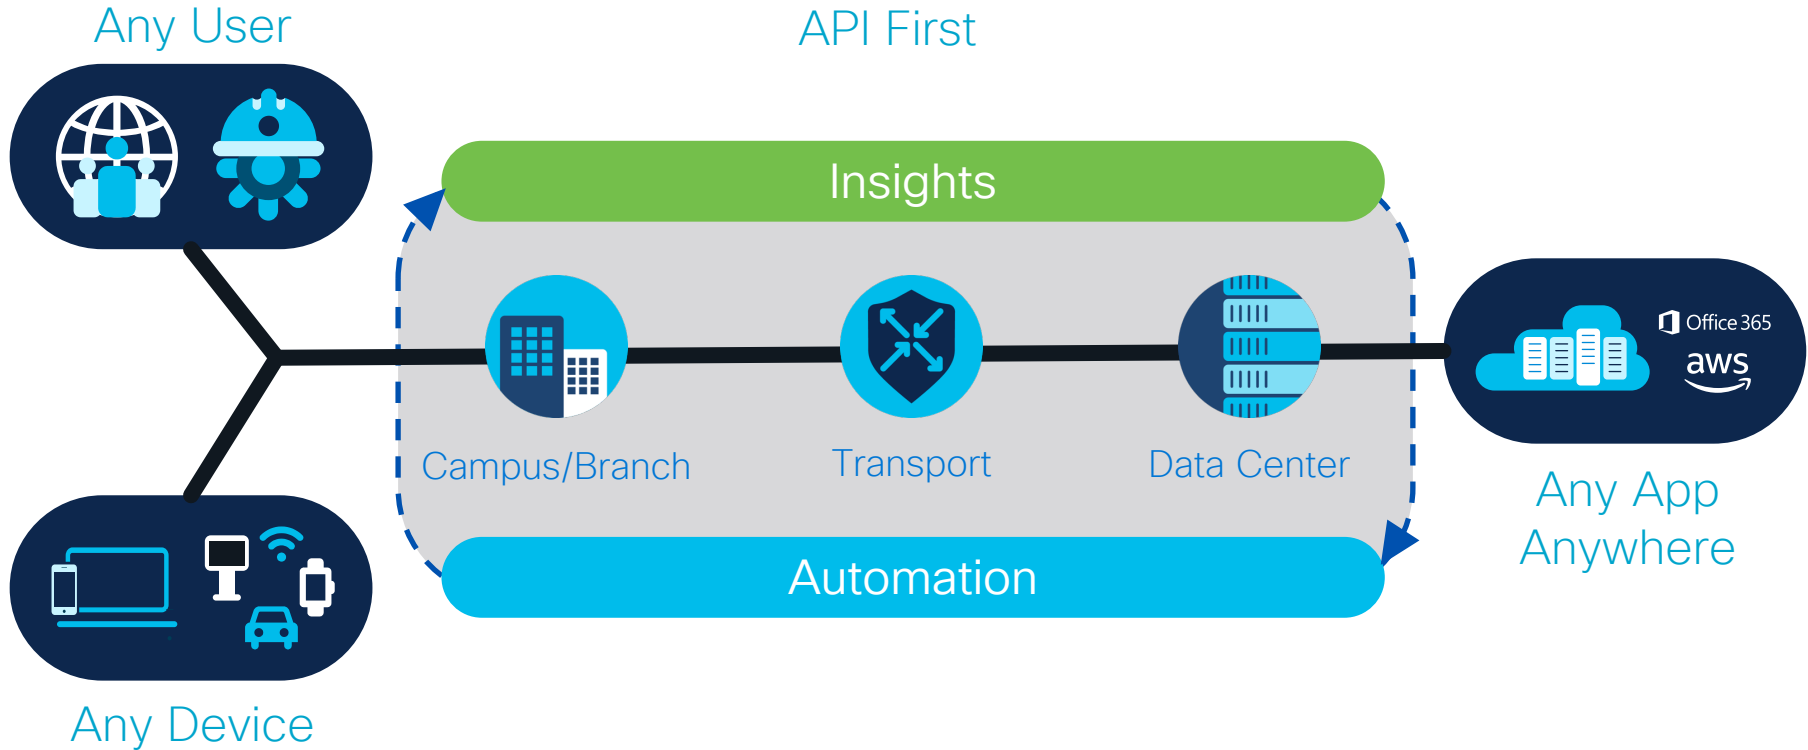 Any User
API First
Insights
Campus/Branch
Transport
Data Center
Office 365
aws
Any App
Anywhere
Automation
Any Device